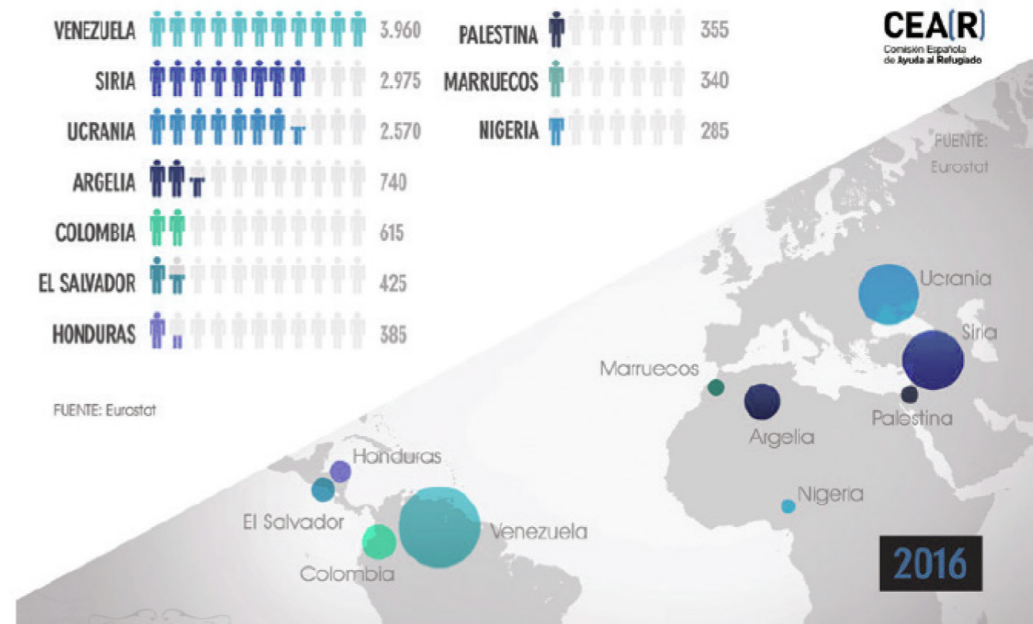 VENEZUELA 3.960
SIRIA 2.975
UCRANIA 2.570
ARGELIA 740
COLOMBIA 615
EL SALVADOR 425
HONDURAS 385
FUENTE: Eurostat
PALESTINA 355
MARRUECOS 340
NIGERIA 285
CEA(R)
Comisión Española
de Ayuda al Refugiado
FUENTE:
Eurostat
Ucrania
Siria
Marruecos
Palestina
Argelia
Honduras
Nigeria
El Salvador
Venezuela
Colombia
2016